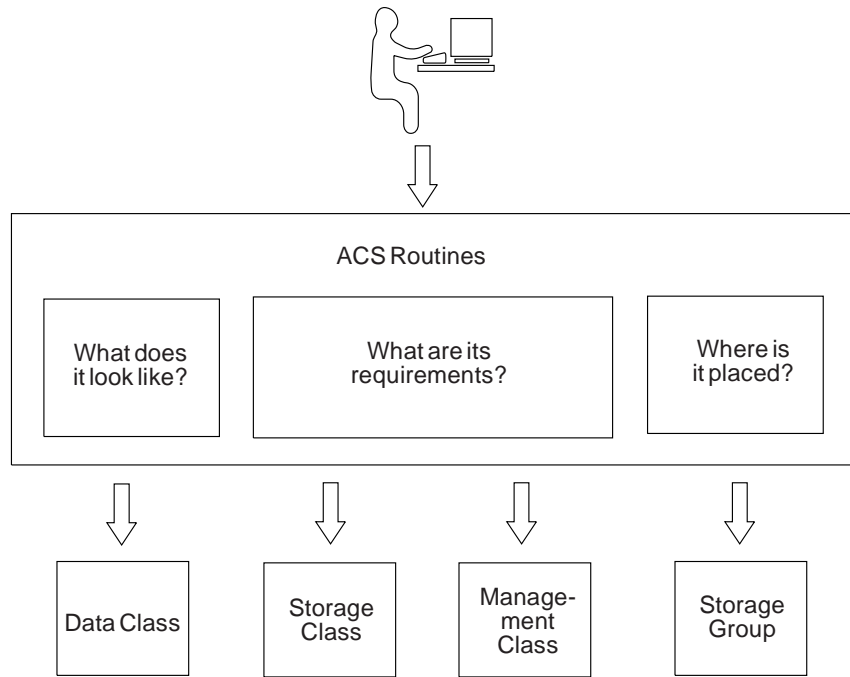 ACS Routines
What does
it look like?
What are its
requirements?
Where is
it placed?
Data Class
Storage
Class
Manage-
ment
Class
Storage
Group